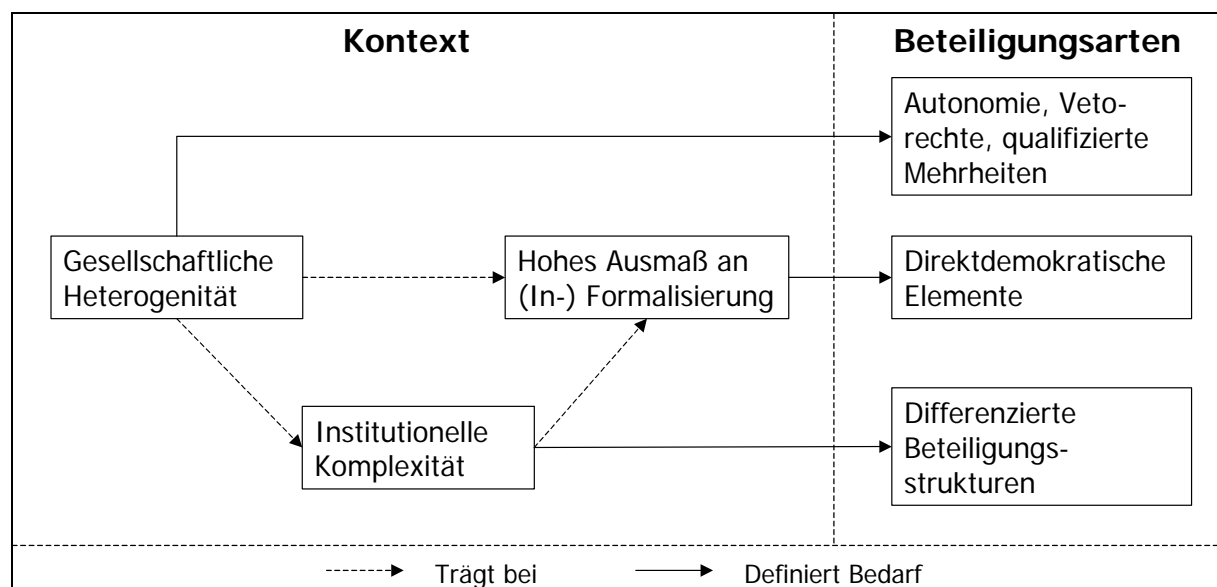 Kontext
Beteiligungsarten
Autonomie, Veto-
rechte, qualifizierte
Mehrheiten
Gesellschaftliche
Heterogenität
Hohes Ausmaß an
(In-) Formalisierung
Direktdemokratische
Elemente
Institutionelle
Komplexität
Differenzierte
Beteiligungs-
strukturen
Trägt bei
Definiert Bedarf